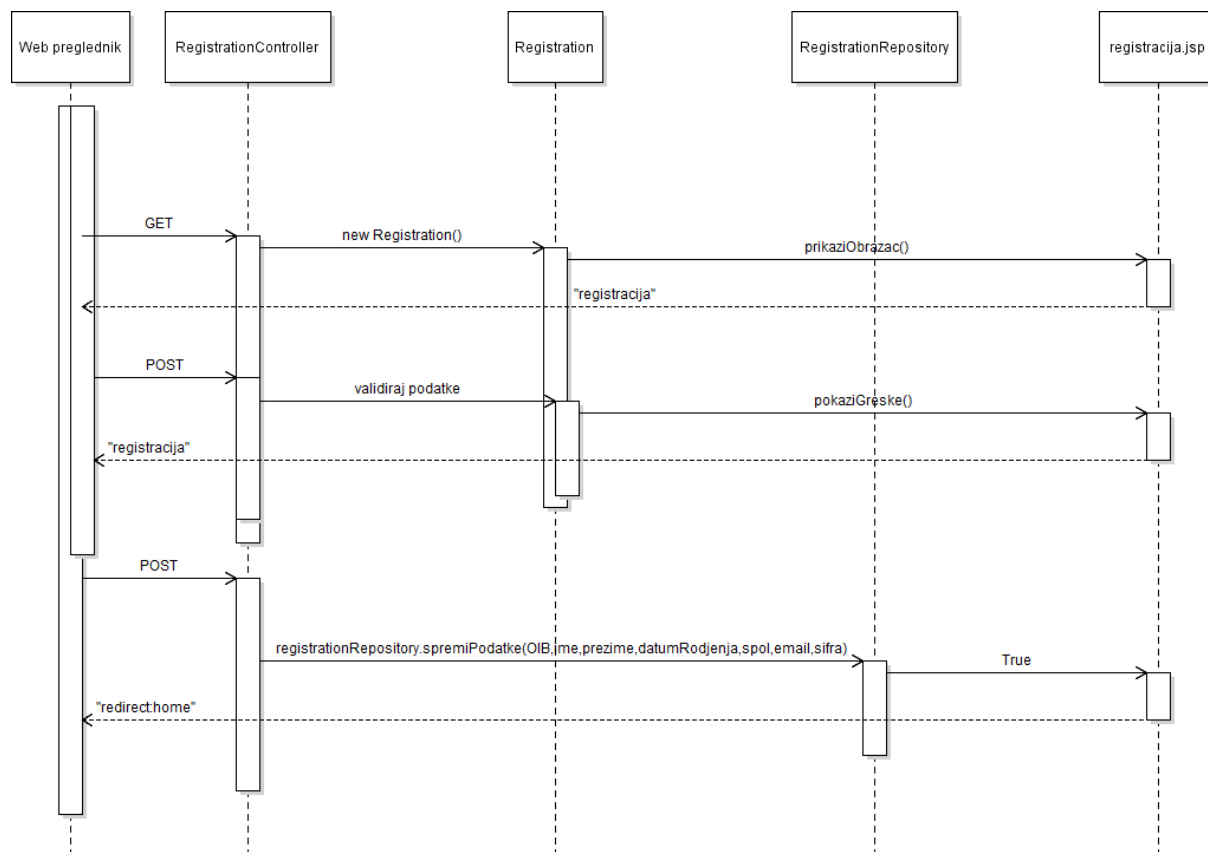 Web preglednik
RegistrationController
Registration
RegistrationRepository
registracija.jsp
GET
new Registration()
prikaziObrazac()
"registracija"
POST
validiraj podatke
pokaziGreske()
"registracija"
POST
registrationRepository.spremiPodatke(OIB,ime,prezime,datumRodjenja,spol,email,sifra)
True
"redirect:home"